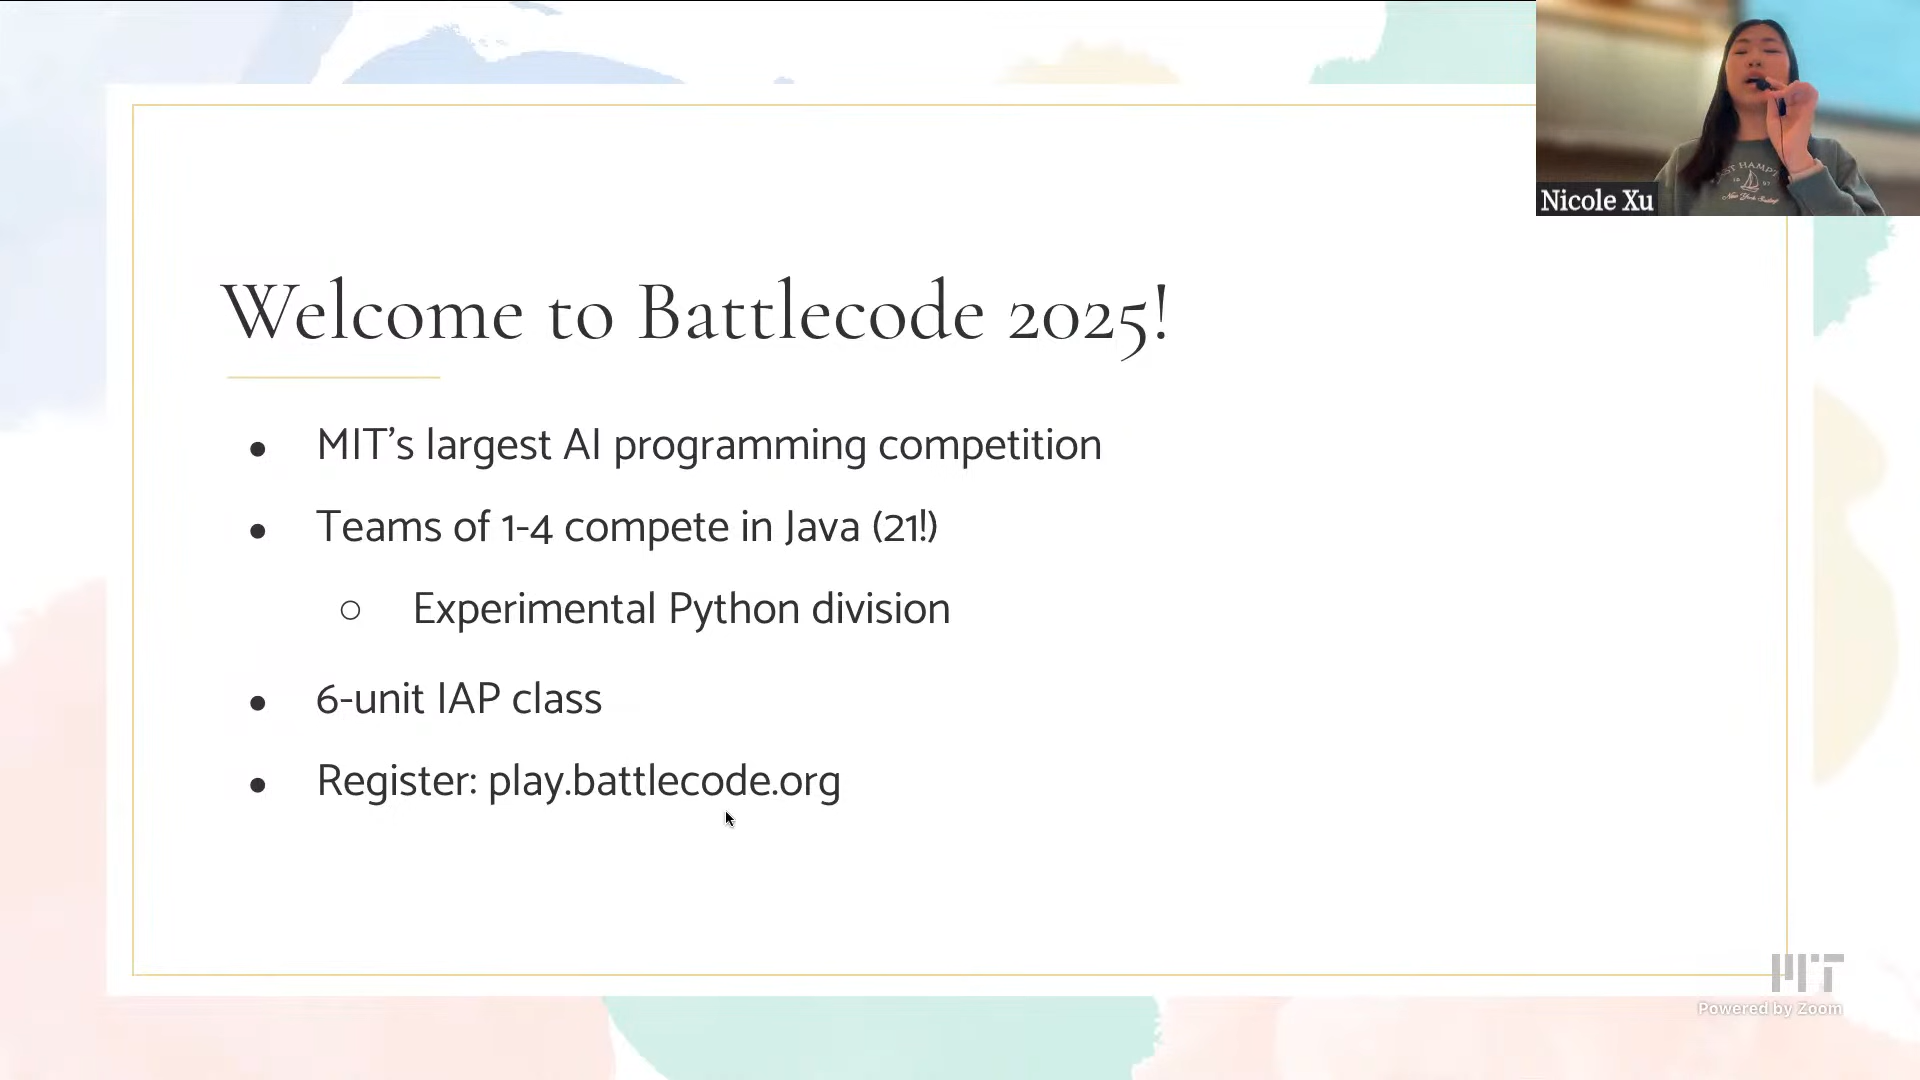 Welcome to Battlecode 2025!
● MIT’s largest AI programming competition
● Teams of 1-4 compete in Java (21!)
○ Experimental Python division
● 6-unit IAP class
● Register: play.battlecode.org
Nicole Xu
MIT
Powered by Zoom